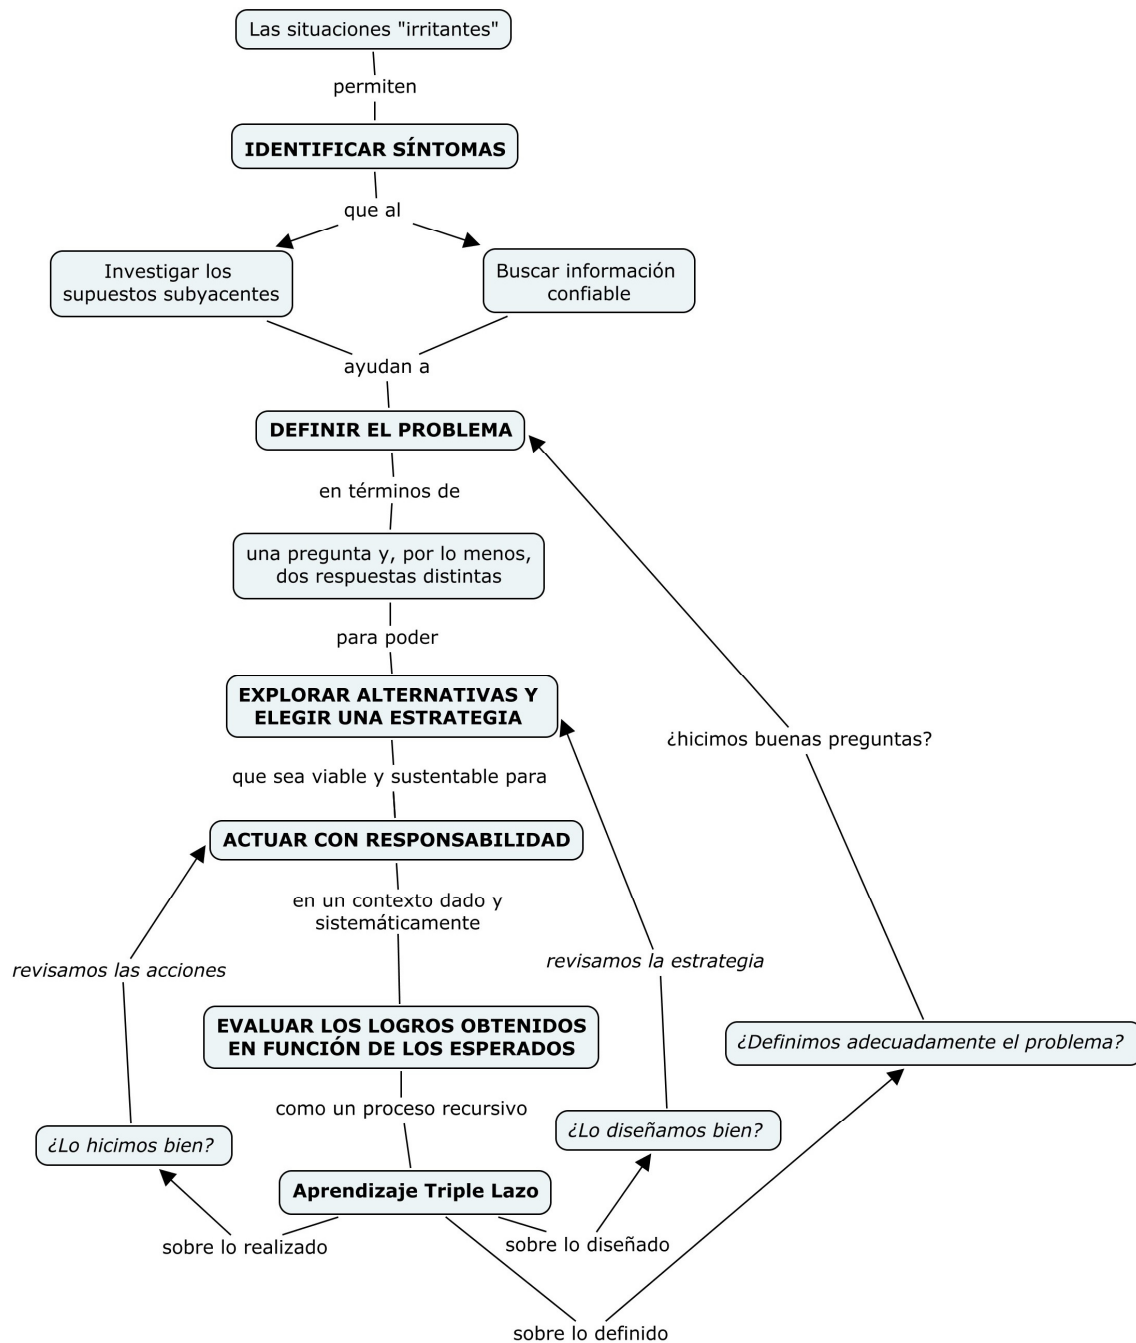 Las situaciones "irritantes"
permiten
IDENTIFICAR SÍNTOMAS
que al
Investigar los
supuestos subyacentes
Buscar información
confiable
ayudan a
DEFINIR EL PROBLEMA
en términos de
una pregunta y, por lo menos,
dos respuestas distintas
para poder
EXPLORAR ALTERNATIVAS Y
ELEGIR UNA ESTRATEGIA
¿hicimos buenas preguntas?
que sea viable y sustentable para
ACTUAR CON RESPONSABILIDAD
en un contexto dado y
sistemáticamente
revisamos las acciones
revisamos la estrategia
EVALUAR LOS LOGROS OBTENIDOS
EN FUNCIÓN DE LOS ESPERADOS
¿Definimos adecuadamente el problema?
como un proceso recursivo
¿Lo hicimos bien?
¿Lo diseñamos bien?
Aprendizaje Triple Lazo
sobre lo realizado
sobre lo diseñado
sobre lo definido